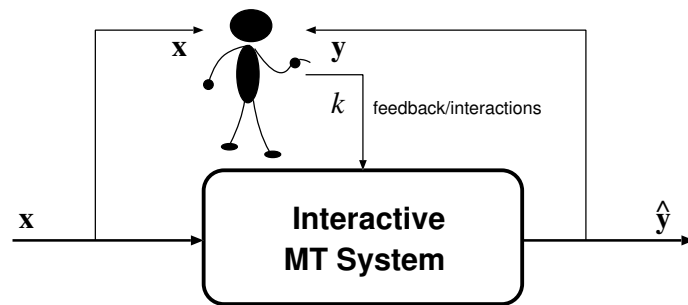 x y
k feedback/interactions
x Interactive ŷ
MT System